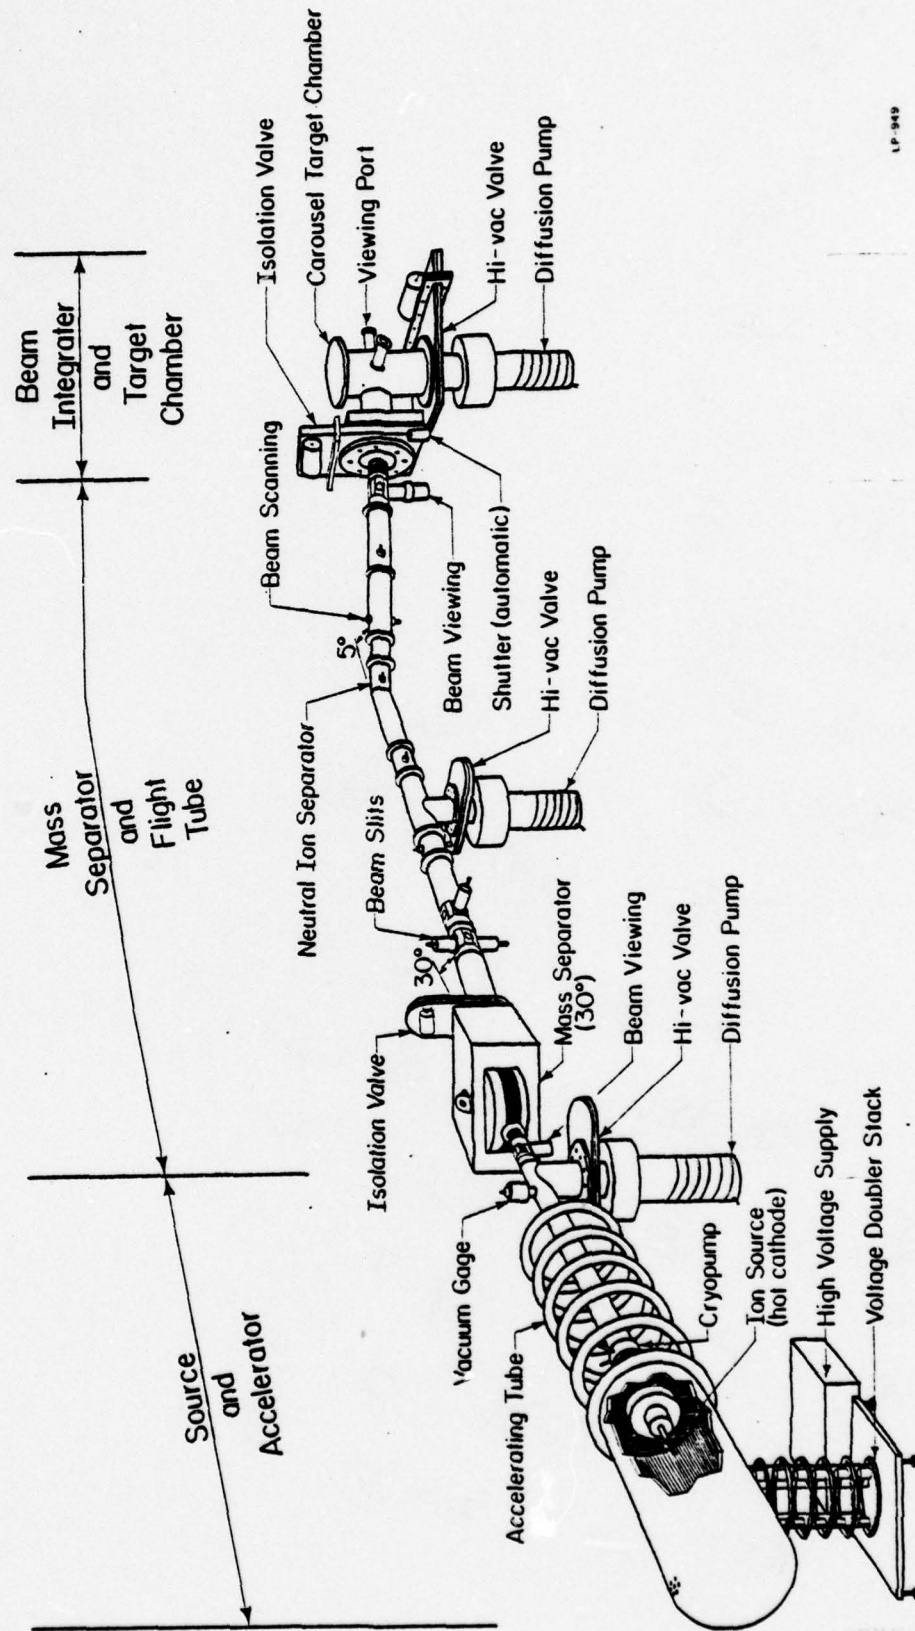 Source
and
Accelerator
Mass
Separator
and
Flight
Tube
Beam
Integrater
and
Target
Chamber
Isolation Valve
Carousel Target Chamber
Viewing Port
Hi-vac Valve
Diffusion Pump
Beam Scanning
5°
Neutral Ion Separator
Beam Viewing
Shutter (automatic)
Hi-vac Valve
Diffusion Pump
Beam Slits
30°
Isolation Valve
Mass Separator
(30°)
Beam Viewing
Hi-vac Valve
Diffusion Pump
Vacuum Gage
Accelerating Tube
Cryopump
Ion Source
(hot cathode)
High Voltage Supply
Voltage Doubler Stack
LP-949